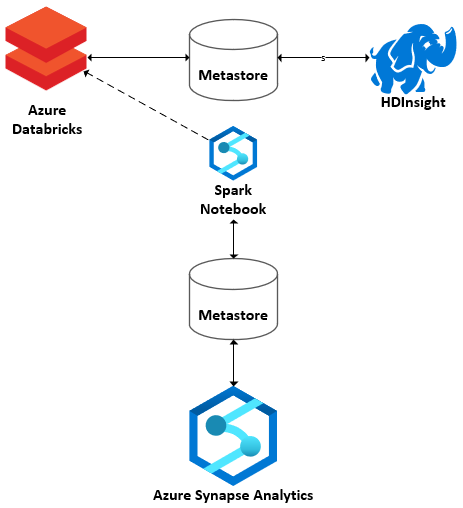 Metastore
s
HDInsight
Azure
Databricks
Spark
Notebook
Metastore
Azure Synapse Analytics